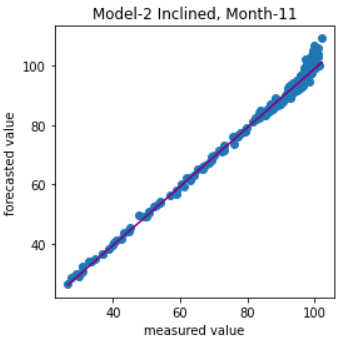 Model-2 Inclined, Month-11
forecasted value
100
80
60
40
40 60 80 100
measured value